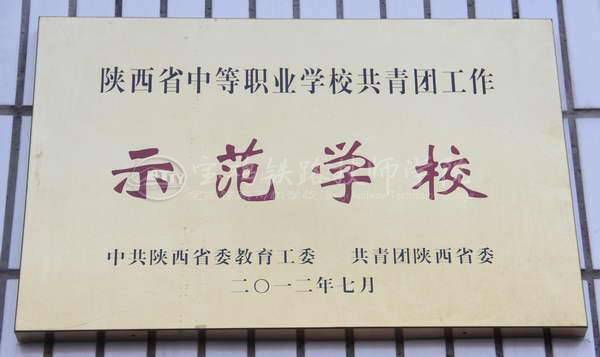 陕西省中等职业学校共青团工作
示范学校
中共陕西省委教育工委 共青团陕西省委
二〇一二年七月